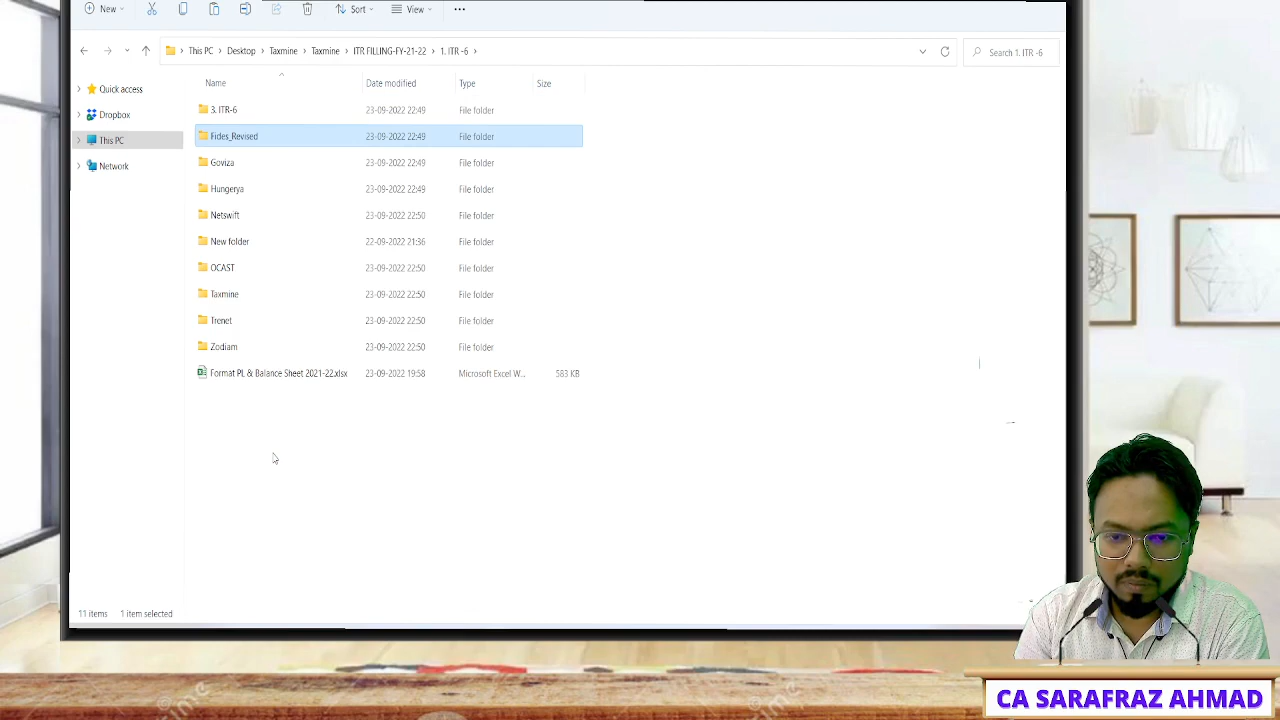 New
Sort
View
This PC > Desktop > Taxmine > Taxmine > ITR FILLING-FY-21-22 > 1. ITR -6 >
Search 1. ITR -6
Name Date modified Type Size
Quick access
Dropbox
This PC
Network
3. ITR-6 23-09-2022 22:49 File folder
Fides_Revised 23-09-2022 22:49 File folder
Goviza 23-09-2022 22:49 File folder
Hungerya 23-09-2022 22:49 File folder
Netswift 23-09-2022 22:50 File folder
New folder 22-09-2022 21:36 File folder
OCAST 23-09-2022 22:50 File folder
Taxmine 23-09-2022 22:50 File folder
Trenet 23-09-2022 22:50 File folder
Zodiam 23-09-2022 22:50 File folder
Format PL & Balance Sheet 2021-22.xlsx 23-09-2022 19:58 Microsoft Excel W... 583 KB
11 items 1 item selected
CA SARAFRAZ AHMAD